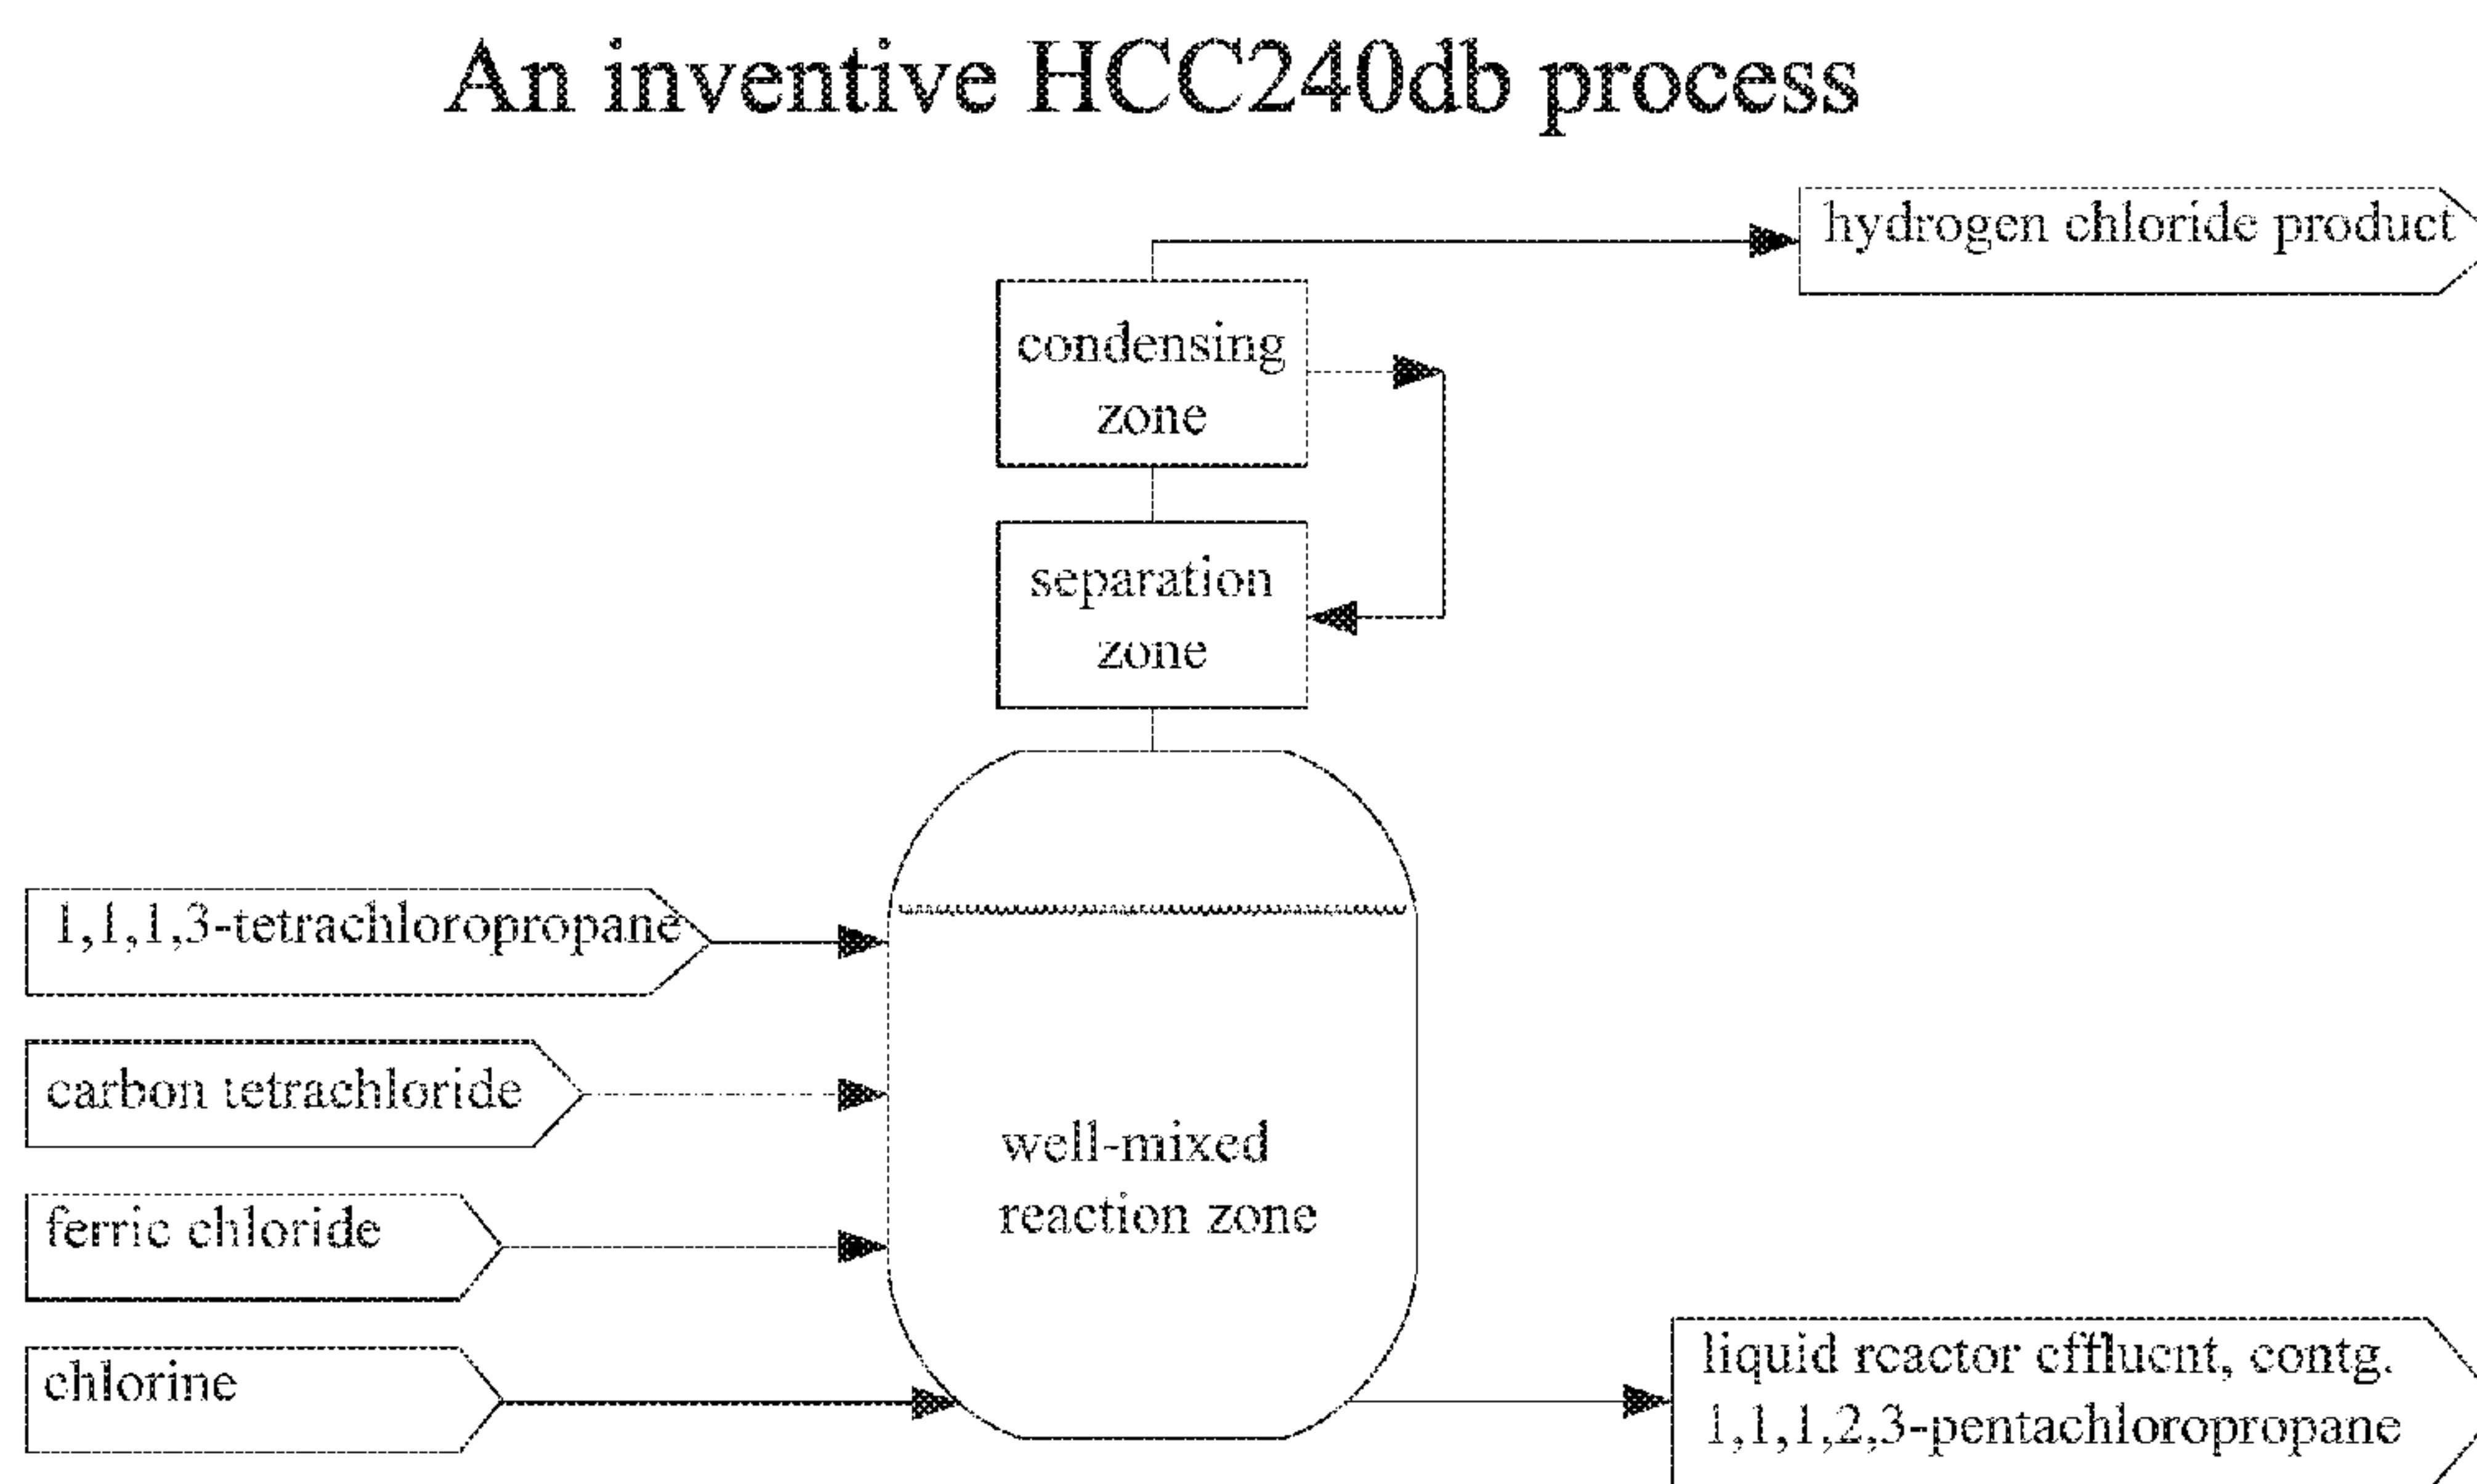 An inventive HCC240db process
hydrogen chloride product
condensing
zone
separation
zone
1,1,1,3-tetrachloropropane
carbon tetrachloride
well-mixed
reaction zone
ferric chloride
chlorine
liquid reactor effluent, contg.
1,1,1,2,3-pentachloropropane